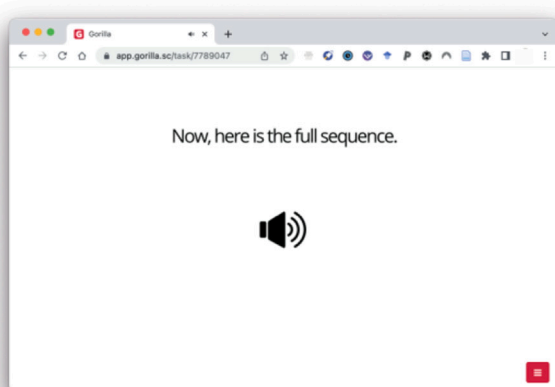 Gorilla
app.gorilla.sc/task/7789047
Now, here is the full sequence.